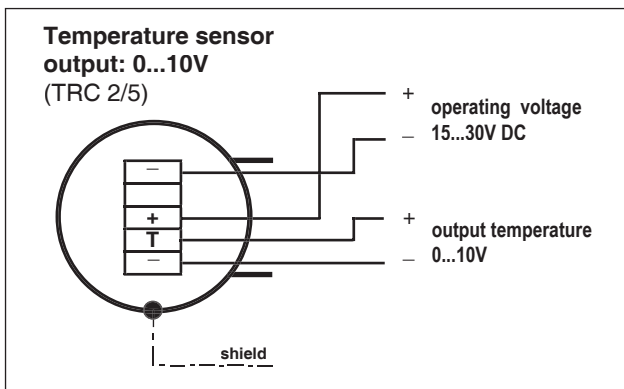 Temperature sensor
output: 0...10V
(TRC 2/5)
–
+
T
–
+
operating voltage
– 15...30V DC
+
output temperature
– 0...10V
shield